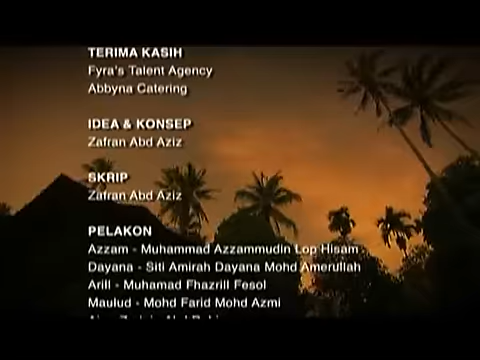 TERIMA KASIH
Fyra's Talent Agency
Abbyna Catering
IDEA & KONSEP
Zafran Abd Aziz
SKRIP
Zafran Abd Aziz
PELAKON
Azzam - Muhammad Azzammudin Lop Hisam
Dayana - Siti Amirah Dayana Mohd Amerullah
Arill - Muhamad Fhazrill Fesol
Maulud - Mohd Farid Mohd Azmi